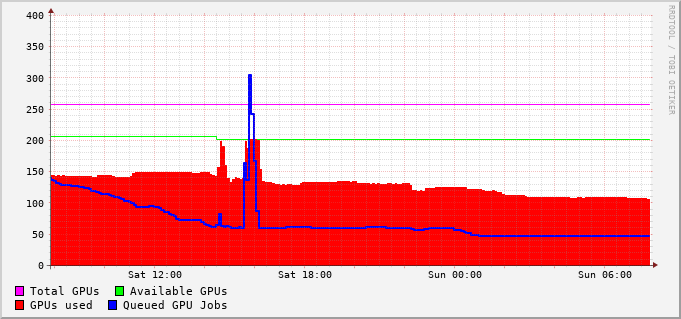 400
350
300
250
200
150
100
50
0
Sat 12:00 Sat 18:00 Sun 00:00 Sun 06:00
Total GPUs Available GPUs
GPUs used Queued GPU Jobs
RRDTOOL / TOBI OETIKER